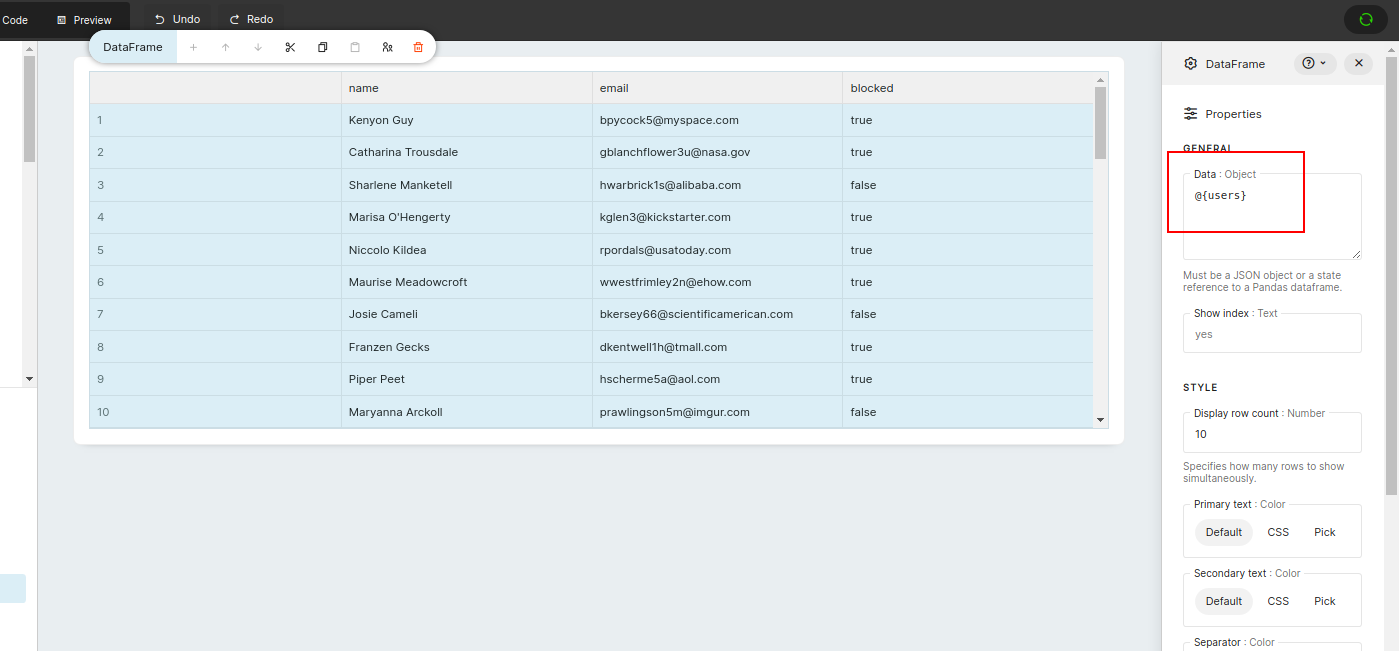 Code Preview Undo Redo
DataFrame
name email blocked
1 Kenyon Guy bpycock5@myspace.com true
2 Catharina Trousdale gblanchflower3u@nasa.gov true
3 Sharlene Manketell hwarbrick1s@alibaba.com false
4 Marisa O'Hengerty kglen3@kickstarter.com true
5 Niccolo Kildea rpordals@usatoday.com true
6 Maurise Meadowcroft wwestfrimley2n@ehow.com true
7 Josie Cameli bkersey66@scientificamerican.com false
8 Franzen Gecks dkentwell1h@tmall.com true
9 Piper Peet hscherme5a@aol.com true
10 Maryanna Arckoll prawlingson5m@imgur.com false
DataFrame
Properties
GENERAL
Data : Object
@{users}
Must be a JSON object or a state
reference to a Pandas dataframe.
Show index : Text
yes
STYLE
Display row count : Number
10
Specifies how many rows to show
simultaneously.
Primary text : Color
Default CSS Pick
Secondary text : Color
Default CSS Pick
Separator : Color